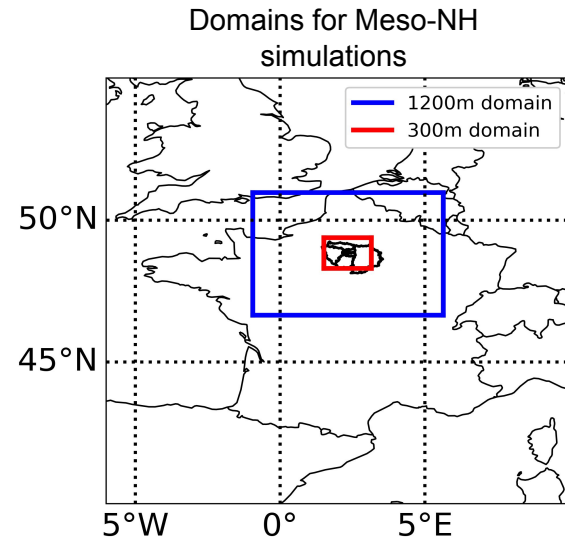 Domains for Meso-NH
simulations
1200m domain
300m domain
50°N
45°N
5°W 0° 5°E